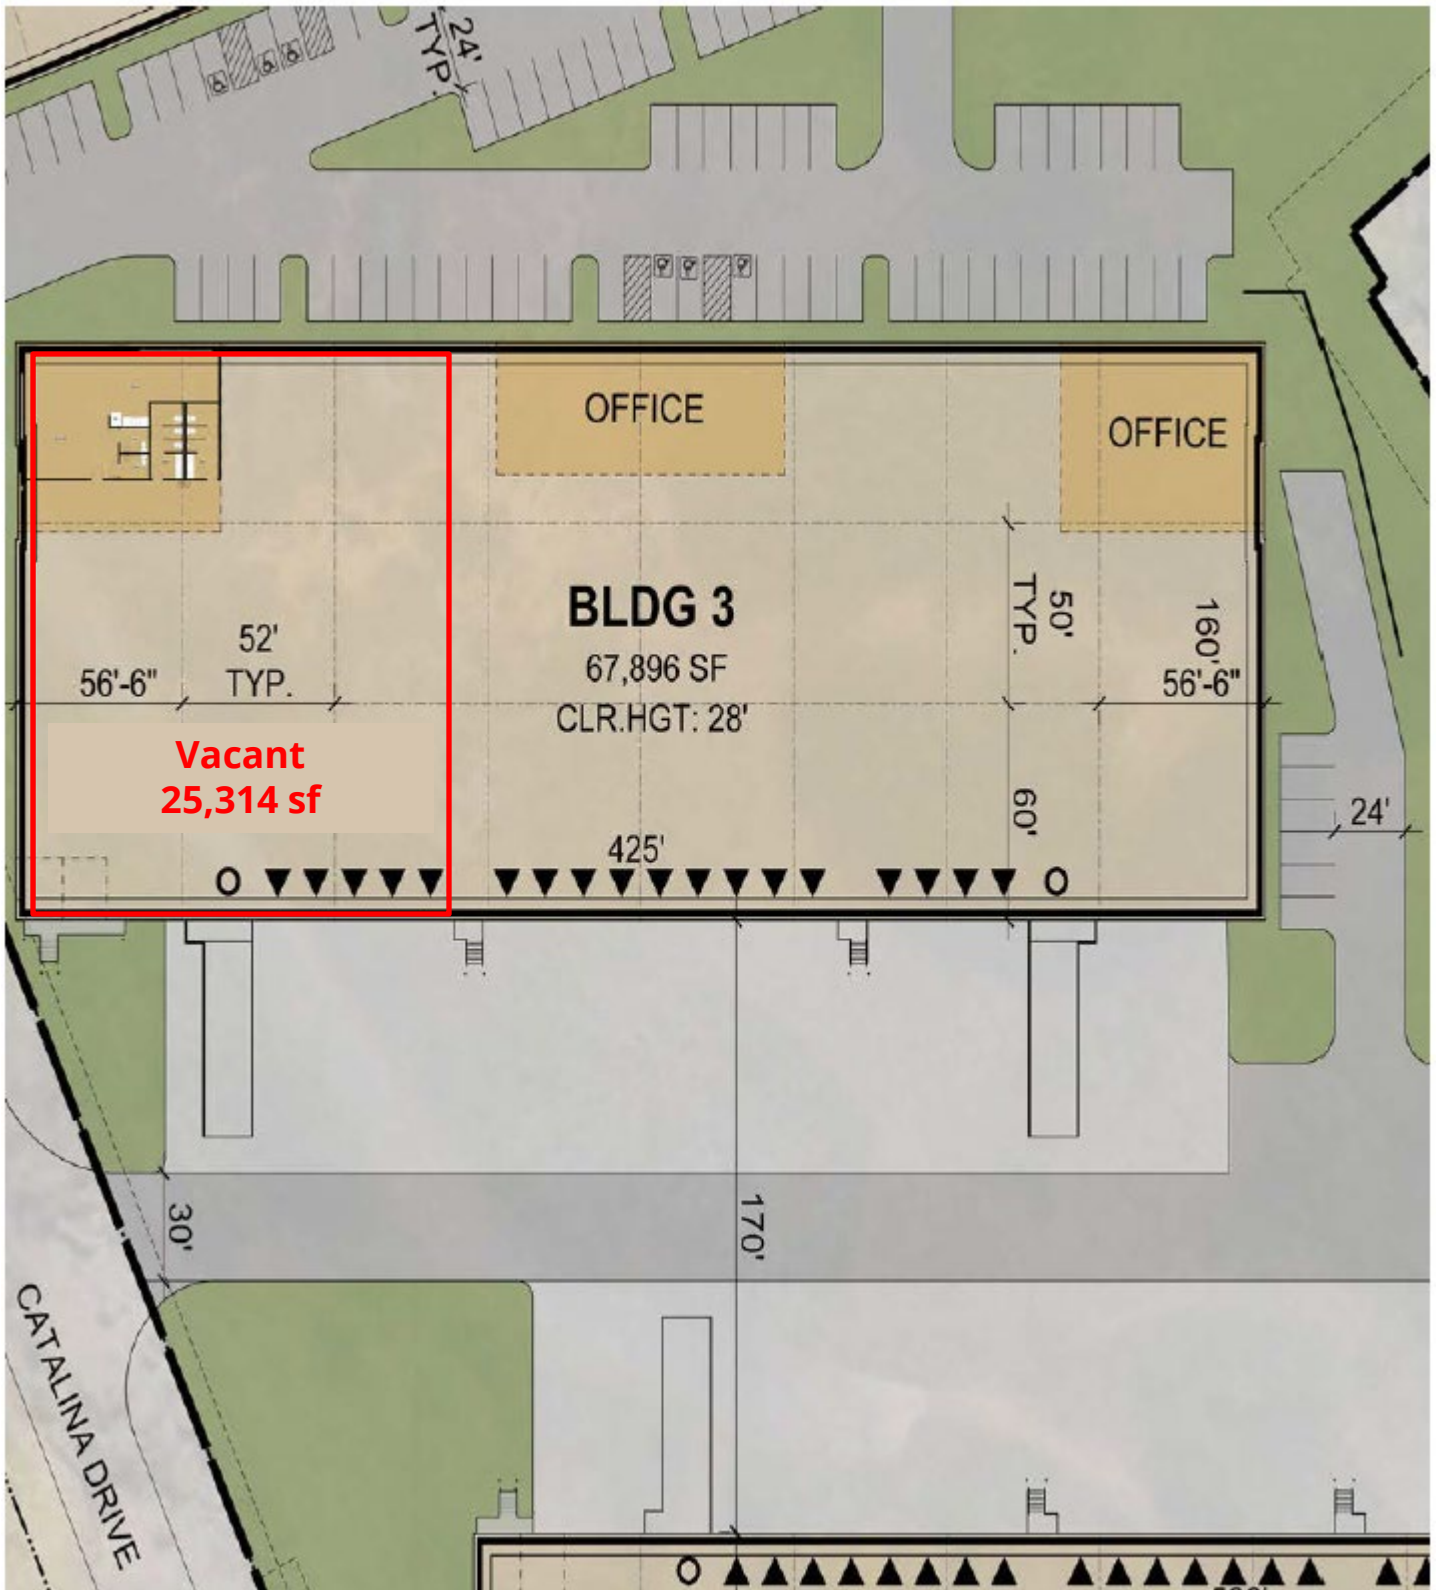 24'
TYP.
OFFICE
OFFICE
BLDG 3
67,896 SF
CLR.HGT: 28'
52'
TYP.
56'-6"
50'
TYP.
160'
56'-6"
Vacant
25,314 sf
60'
24'
425'
30'
170'
CATALINA DRIVE